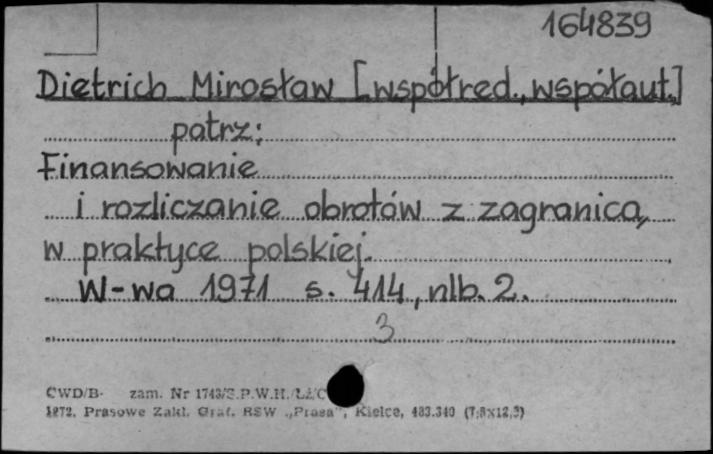 164839
Dietrich Mirosław [współred., współaut.]
patrz:
Finansowanie
i rozliczanie obrotów z zagranicą
w praktyce polskiej.
W-wa 1971 s. 414, nlb. 2.
3
CWD/B- zam. Nr 1743/S.P.W.H.
1972. Prasowe Zakł. Graf. RSW „Prasa", Kielce, 483.340 (7,5x12,5)